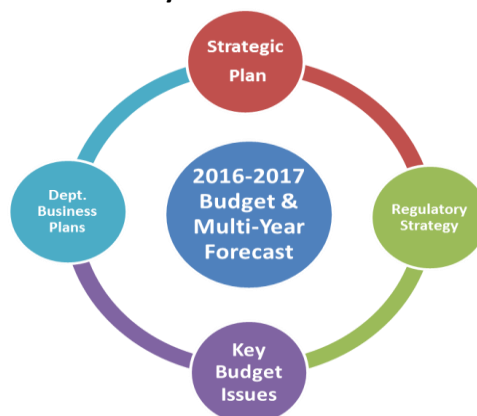 Strategic
Plan
2016-2017
Budget &
Multi-Year
Forecast
Dept.
Business
Plans
Regulatory
Strategy
Key
Budget
Issues